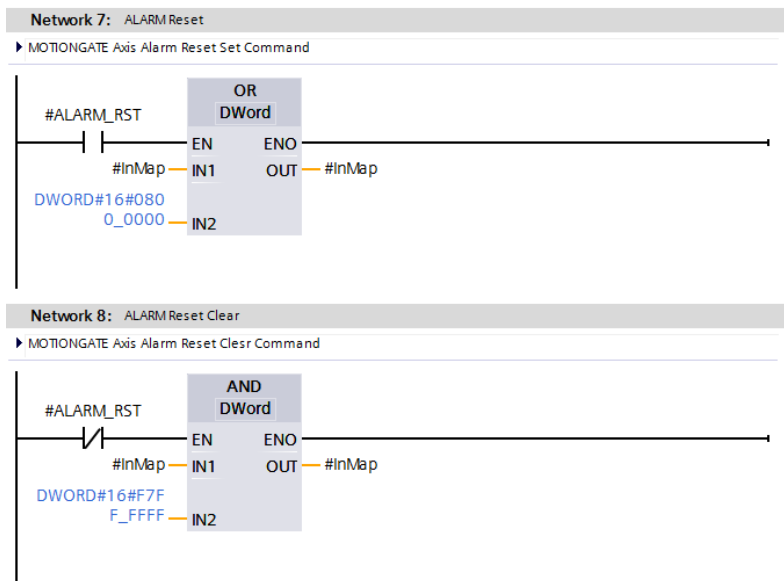 Network 7: ALARM Reset
MOTIONGATE Axis Alarm Reset Set Command
OR
#ALARM_RST DWord
EN ENO
#InMap IN1 OUT #InMap
DWORD#16#080
0_0000 IN2
Network 8: ALARM Reset Clear
MOTIONGATE Axis Alarm Reset Clesr Command
AND
#ALARM_RST DWord
EN ENO
#InMap IN1 OUT #InMap
DWORD#16#F7F
F_FFFF IN2